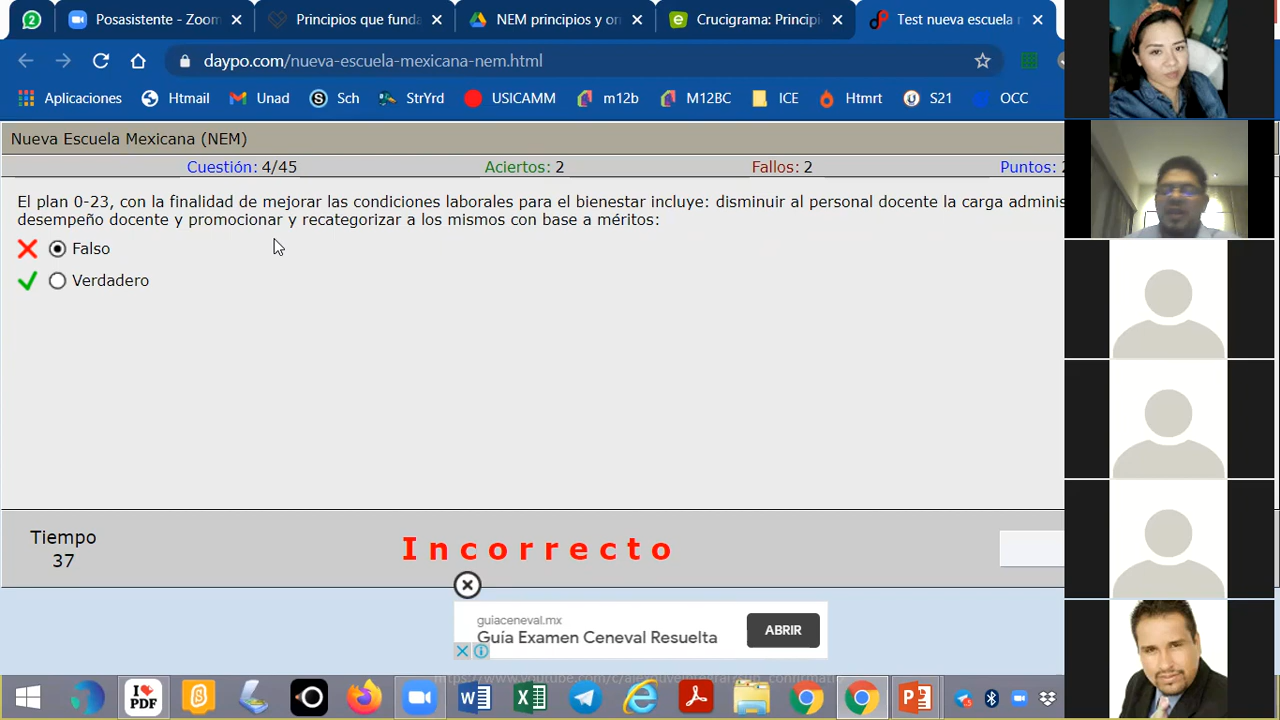 2
Posasistente - Zoom
Principios que funda
NEM principios y or
Crucigrama: Principi
Test nueva escuela
daypo.com/nueva-escuela-mexicana-nem.html
Aplicaciones
Htmail
Unad
Sch
StrYrd
USICAMM
m12b
M12BC
ICE
Htmrt
S21
OCC
Nueva Escuela Mexicana (NEM)
Cuestión: 4/45
Aciertos: 2
Fallos: 2
Puntos:
El plan 0-23, con la finalidad de mejorar las condiciones laborales para el bienestar incluye: disminuir al personal docente la carga adminis
desempeño docente y promocionar y recategorizar a los mismos con base a méritos:
Falso
Verdadero
Tiempo
37
Incorrecto
guiaceneval.mx
Guía Examen Ceneval Resuelta
ABRIR
I
PDF